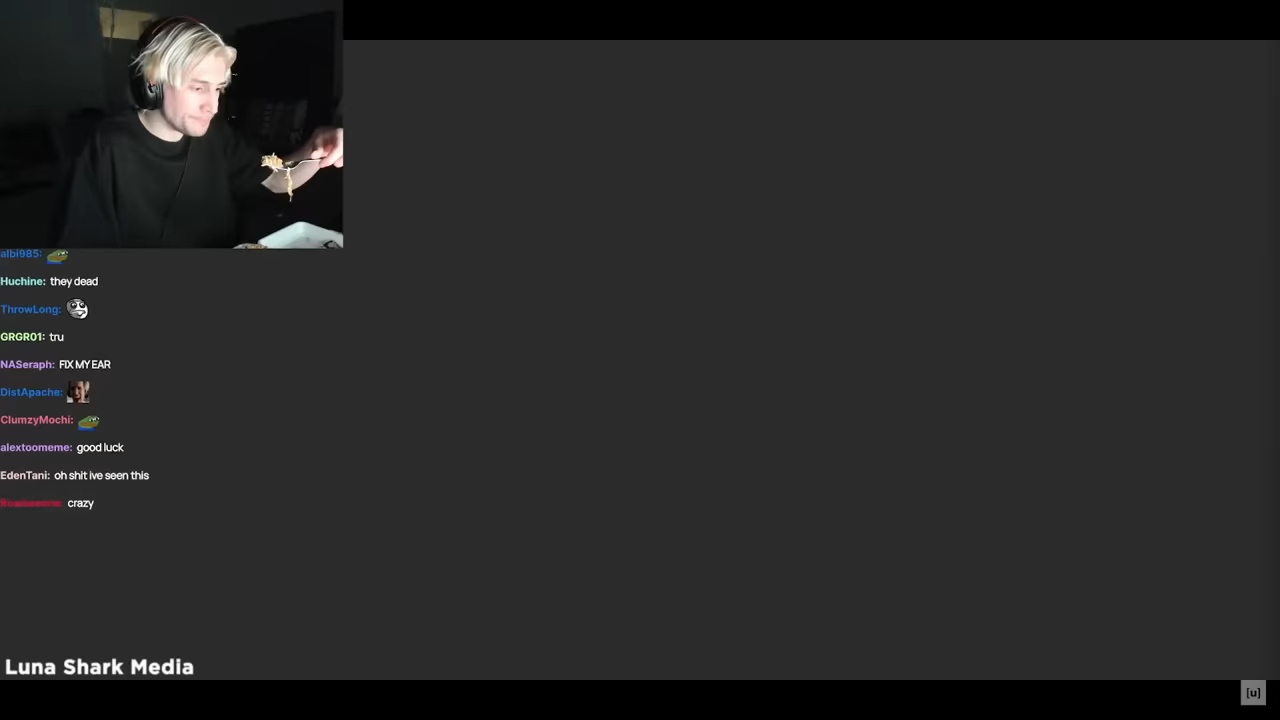 albi985:
Huchine: they dead
ThrowLong:
GRGR01: tru
NASeraph: FIX MY EAR
DistApache:
ClumzyMochi:
alextoomeme: good luck
EdenTani: oh shit ive seen this
crazy
Luna Shark Media
[u]